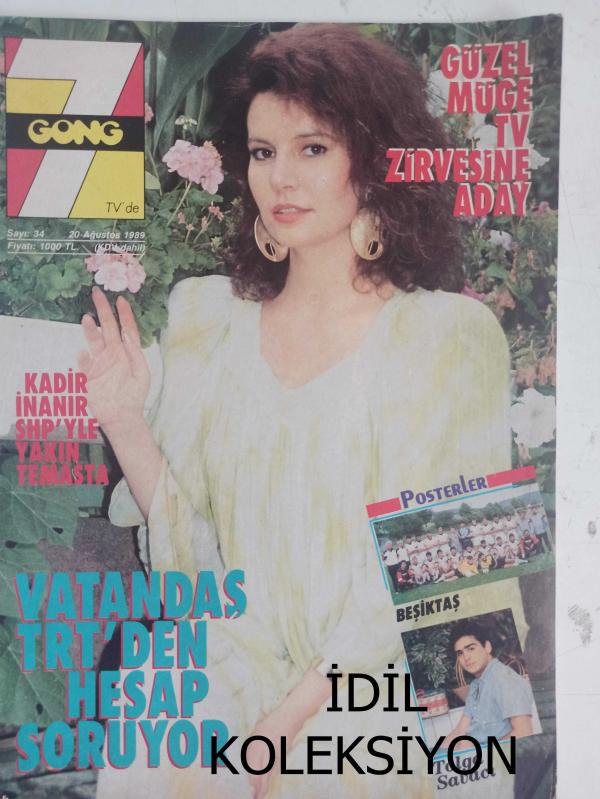 7
GONG
TV'de
Sayı: 34 20 Ağustos 1989
Fiyatı: 1000 TL. (KDV dahil)
GÜZEL
MÜGE
TV
ZİRVESİNE
ADAY
KADİR
İNANIR
SHP'YLE
YAKIN
TEMASTA
POSTERLER
BEŞİKTAŞ
VATANDAŞ
TRT'DEN
HESAP
SORUYOR
Tolga
Savacı
İDİL
KOLEKSİYON